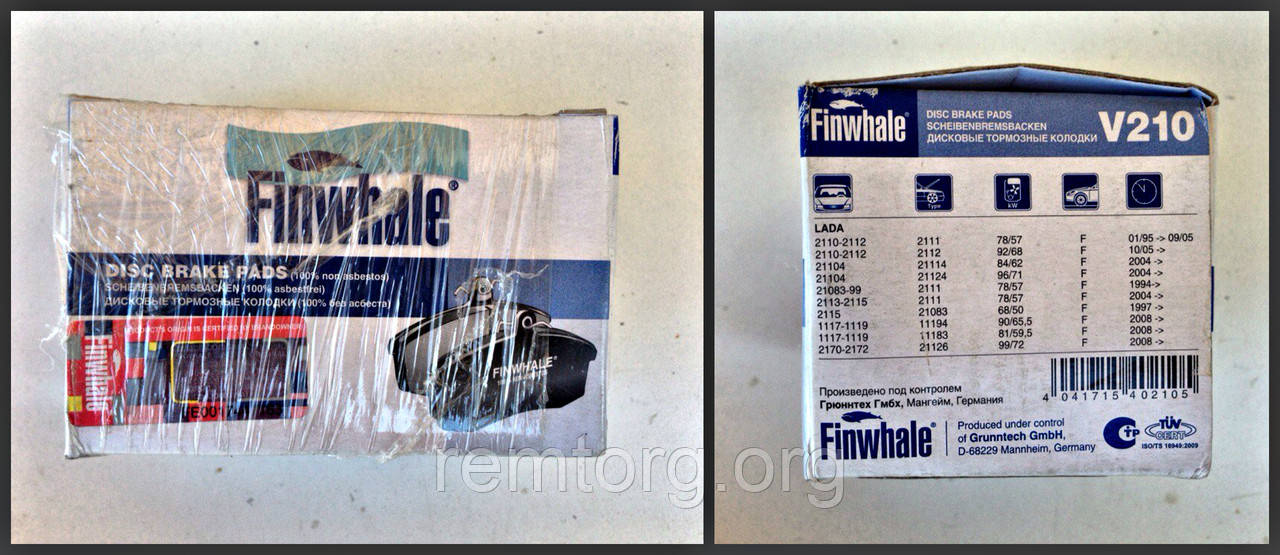 Finwhale®
DISC BRAKE PADS (100% non asbestos)
SCHEIBENBREMSBACKEN (100% asbestfrei)
ДИСКОВЫЕ ТОРМОЗНЫЕ КОЛОДКИ (100% без асбеста)
PRODUCT'S ORIGIN IS CERTIFIED BY BRANDOWNER
Finwhale
FINWHALE®
Finwhale®
DISC BRAKE PADS
SCHEIBENBREMSBACKEN
ДИСКОВЫЕ ТОРМОЗНЫЕ КОЛОДКИ
V210
Type
kW
LADA
2110-2112 2111 78/57 F 01/95 -> 09/05
2110-2112 2112 92/68 F 10/05 ->
21104 21114 84/62 F 2004 ->
21104 21124 96/71 F 2004 ->
21083-99 2111 78/57 F 1994->
2113-2115 2111 78/57 F 2004 ->
2115 21083 68/50 F 1997 ->
1117-1119 11194 90/65,5 F 2008 ->
1117-1119 11183 81/59,5 F 2008 ->
2170-2172 21126 99/72 F 2008 ->
Произведено под контролем
Грюннтех Гмбх, Мангейм, Германия
4 041715 402105
Finwhale®
Produced under control
of Grunntech GmbH,
D-68229 Mannheim, Germany
TÜV
CERT
ISO/TS 16949:2009
remtorg.org